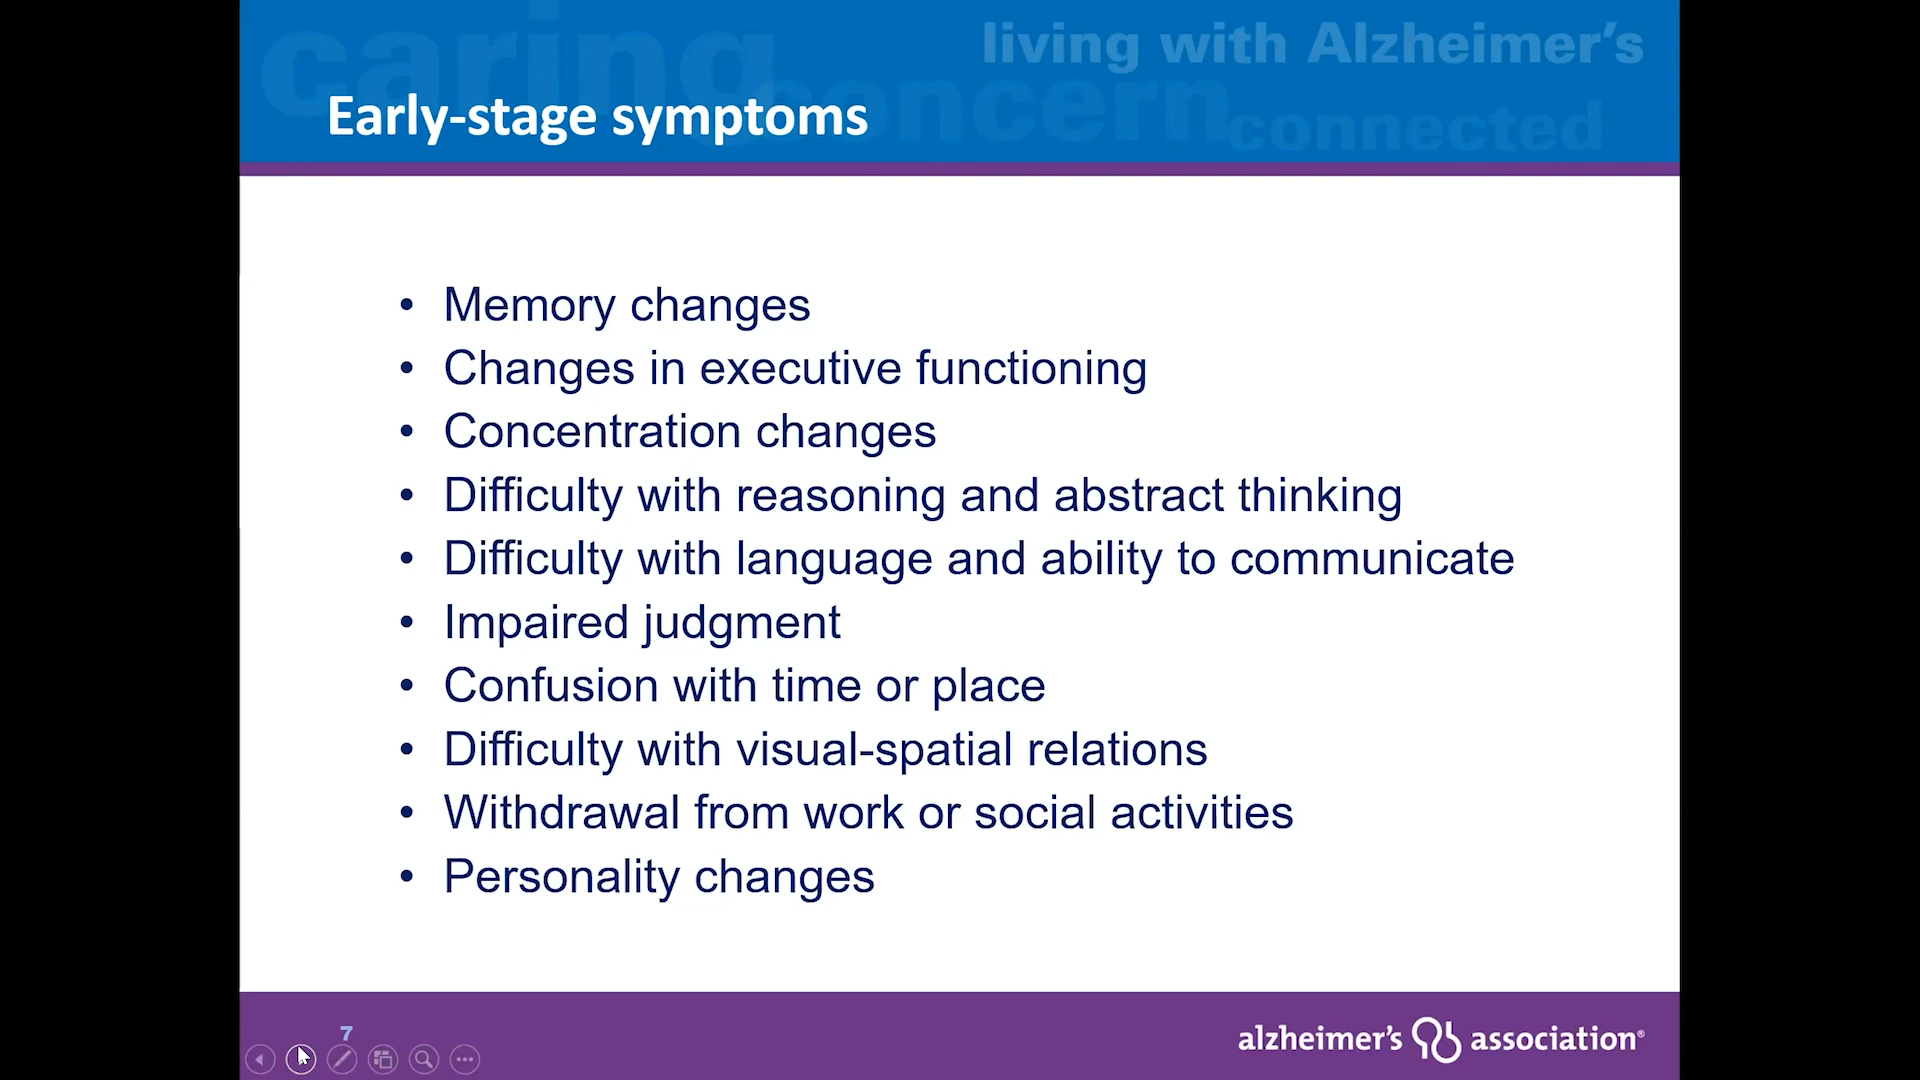 caring
living with Alzheimer's
concern
connected
Early-stage symptoms
• Memory changes
• Changes in executive functioning
• Concentration changes
• Difficulty with reasoning and abstract thinking
• Difficulty with language and ability to communicate
• Impaired judgment
• Confusion with time or place
• Difficulty with visual-spatial relations
• Withdrawal from work or social activities
• Personality changes
7
alzheimer's association®